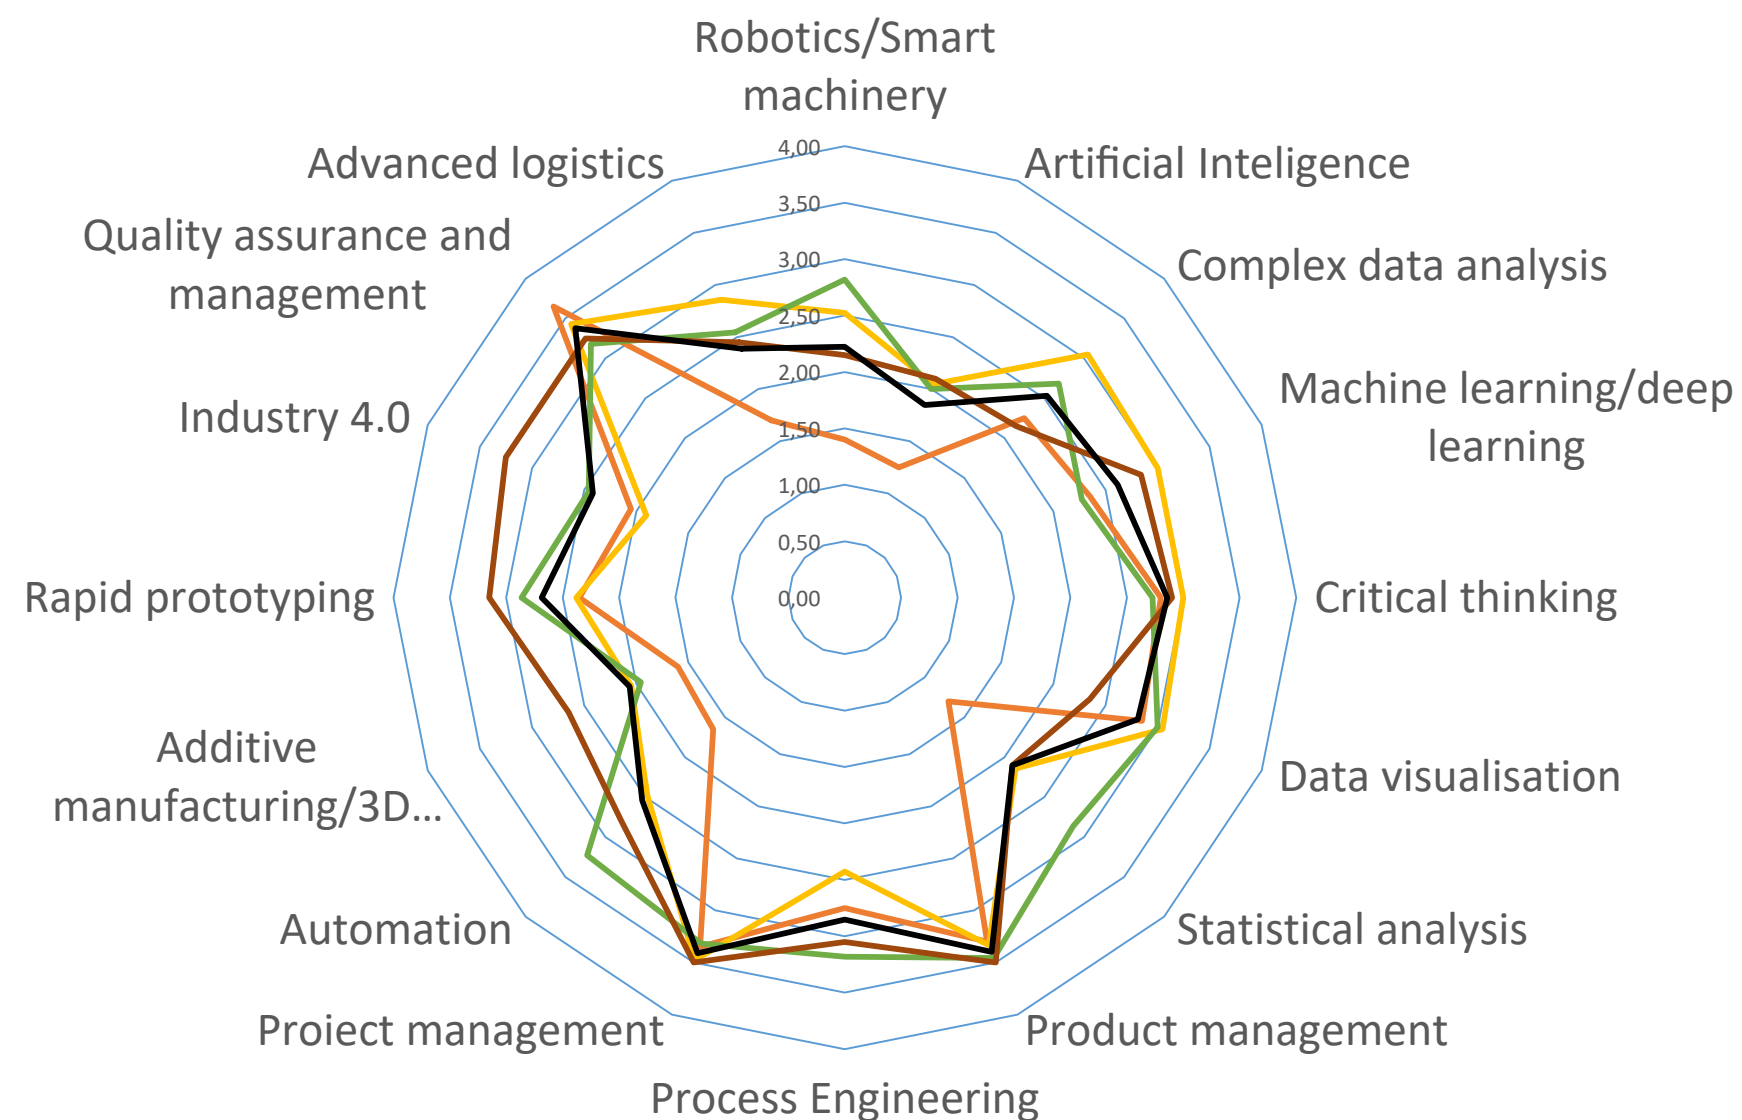 Robotics/Smart
machinery
Advanced logistics
Artificial Inteligence
Quality assurance and
management
Complex data analysis
Industry 4.0
Machine learning/deep
learning
Rapid prototyping
Critical thinking
Additive
manufacturing/3D...
Data visualisation
Automation
Statistical analysis
Proiect management
Product management
Process Engineering
4,00
3,50
3,00
2,50
2,00
1,50
1,00
0,50
0,00